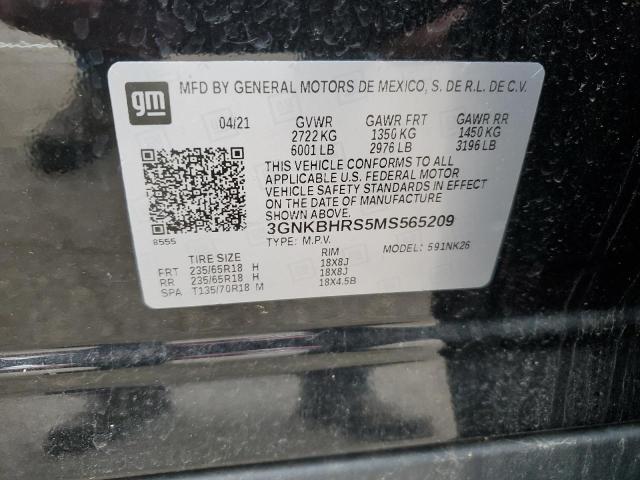 gm
MFD BY GENERAL MOTORS DE MEXICO, S. DE R.L. DE C.V.
04/21 GVWR GAWR FRT GAWR RR
2722 KG 1350 KG 1450 KG
6001 LB 2976 LB 3196 LB
THIS VEHICLE CONFORMS TO ALL
APPLICABLE U.S. FEDERAL MOTOR
VEHICLE SAFETY STANDARDS IN EFFECT
ON THE DATE OF MANUFACTURE
SHOWN ABOVE.
3GNKBHRS5MS565209
8555
TYPE: M.P.V. MODEL: 591NK26
TIRE SIZE RIM
FRT 235/65R18 H 18X8J
RR 235/65R18 H 18X8J
SPA T135/70R18 M 18X4.5B